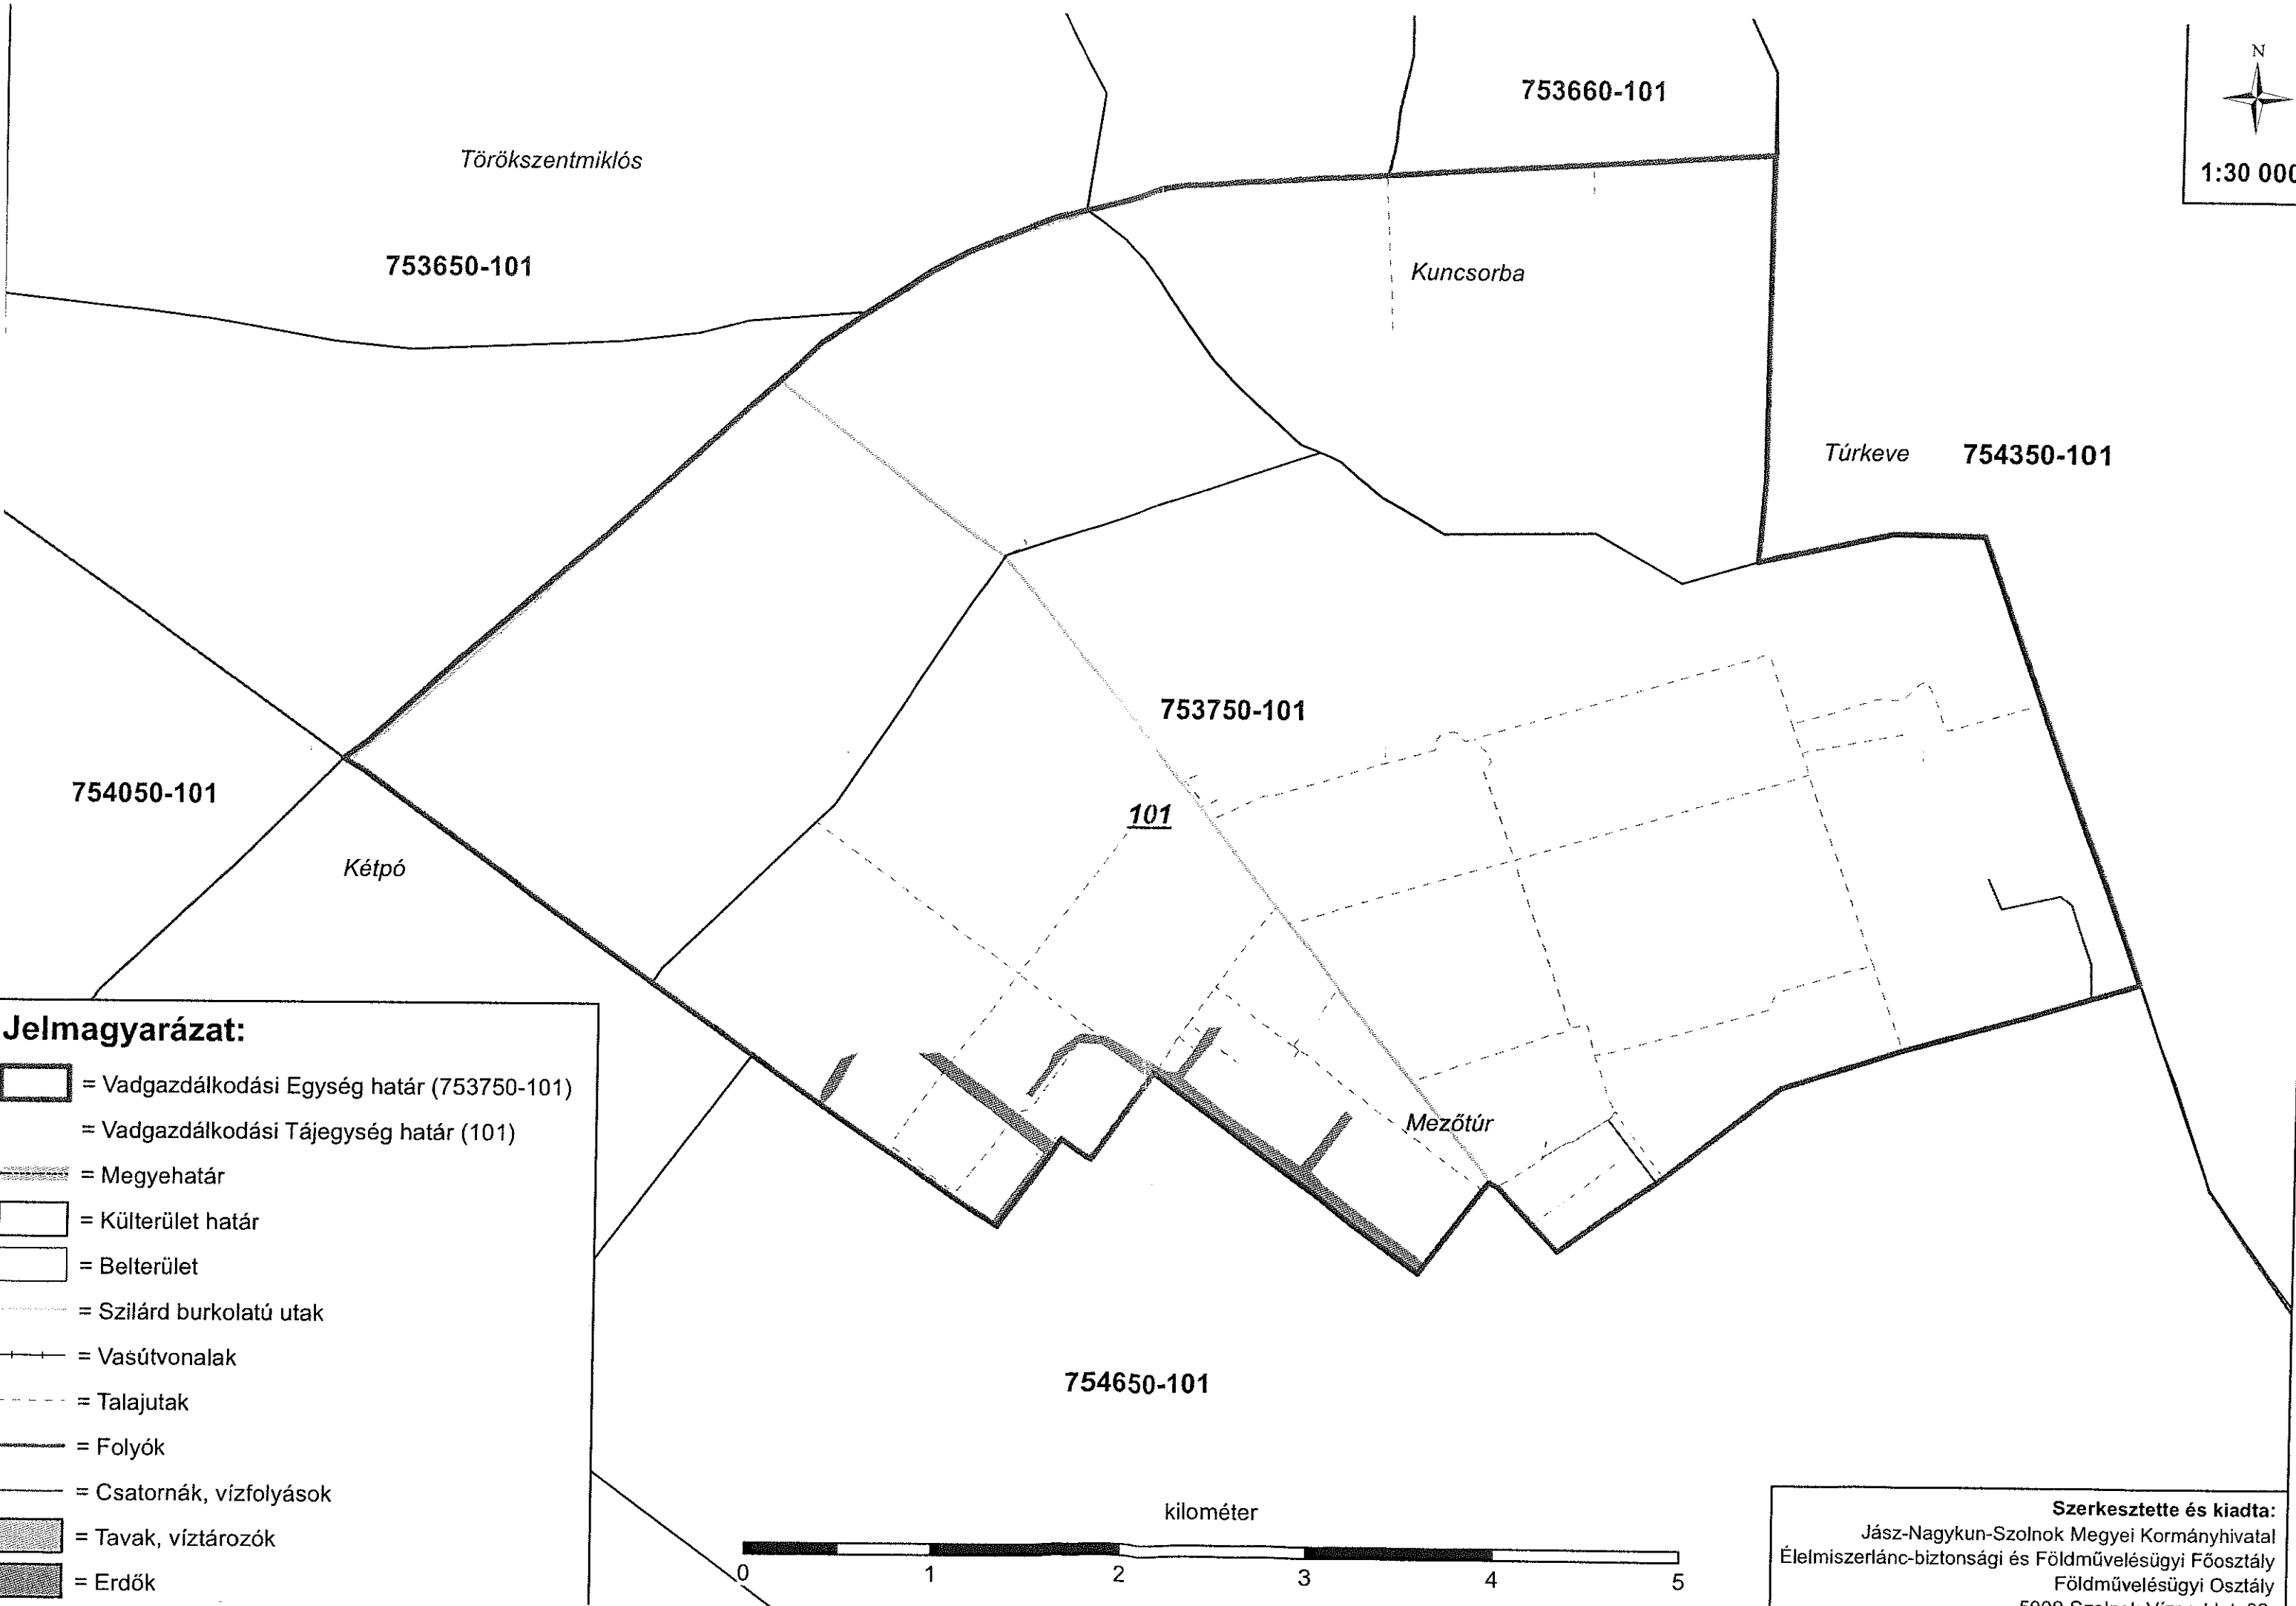 753660-101
N
1:30 000
Törökszentmiklós
753650-101
Kuncsorba
Túrkeve 754350-101
753750-101
101
754050-101
Kétpó
Mezőtúr
754650-101
Jelmagyarázat:
= Vadgazdálkodási Egység határ (753750-101)
= Vadgazdálkodási Tájegység határ (101)
= Megyehatár
= Külterület határ
= Belterület
= Szilárd burkolatú utak
= Vasútvonalak
= Talajutak
= Folyók
= Csatornák, vízfolyások
= Tavak, víztározók
= Erdők
kilométer
0 1 2 3 4 5
Szerkesztette és kiadta:
Jász-Nagykun-Szolnok Megyei Kormányhivatal
Élelmiszerlánc-biztonsági és Földművelésügyi Főosztály
Földművelésügyi Osztály